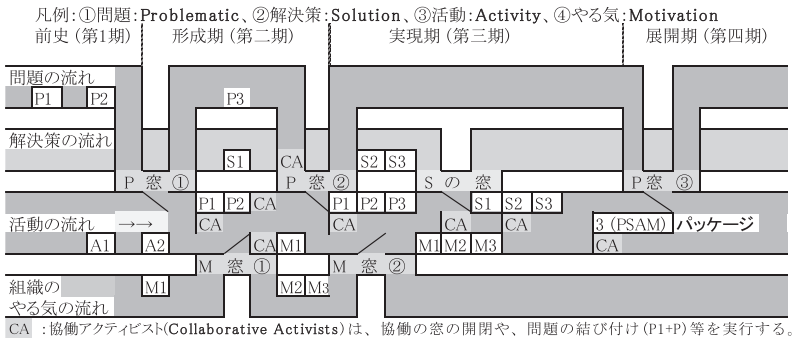 凡例:①問題:Problematic、②解決策:Solution、③活動:Activity、④やる気:Motivation
前史(第1期) 形成期(第二期) 実現期(第三期) 展開期(第四期)
問題の流れ
P1 P2 P3
解決策の流れ
S1 CA S2 S3
P 窓 ① P 窓 ② S の 窓 P 窓 ③
P1 P2 CA P1 P2 P3 S1 S2 S3
活動の流れ →→ CA CA CA CA 3 (PSAM) パッケージ
A1 A2 CA M1 M1 M2 M3 CA
M 窓 ① M 窓 ②
組織の M1 M2 M3
やる気の流れ
CA :協働アクティビスト(Collaborative Activists)は、協働の窓の開閉や、問題の結び付け(P1+P)等を実行する。